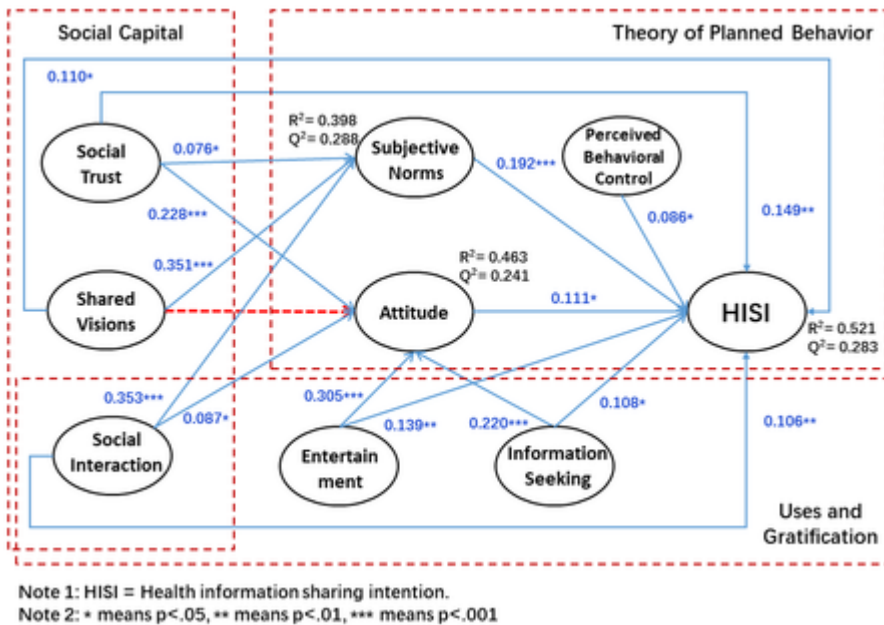 Social Capital
Theory of Planned Behavior
0.110*
R²= 0.398
Q²= 0.288
Social
Trust
0.076*
Subjective
Norms
Perceived
Behavioral
Control
0.192***
0.228***
0.086*
0.149**
0.351***
R²= 0.463
Q²= 0.241
Shared
Visions
Attitude
0.111*
HISI
R²= 0.521
Q²= 0.283
0.353***
0.087*
0.305***
0.139**
0.220***
0.108*
0.106**
Social
Interaction
Entertain
ment
Information
Seeking
Uses and
Gratification
Note 1: HISI = Health information sharing intention.
Note 2: * means p<.05, ** means p<.01, *** means p<.001